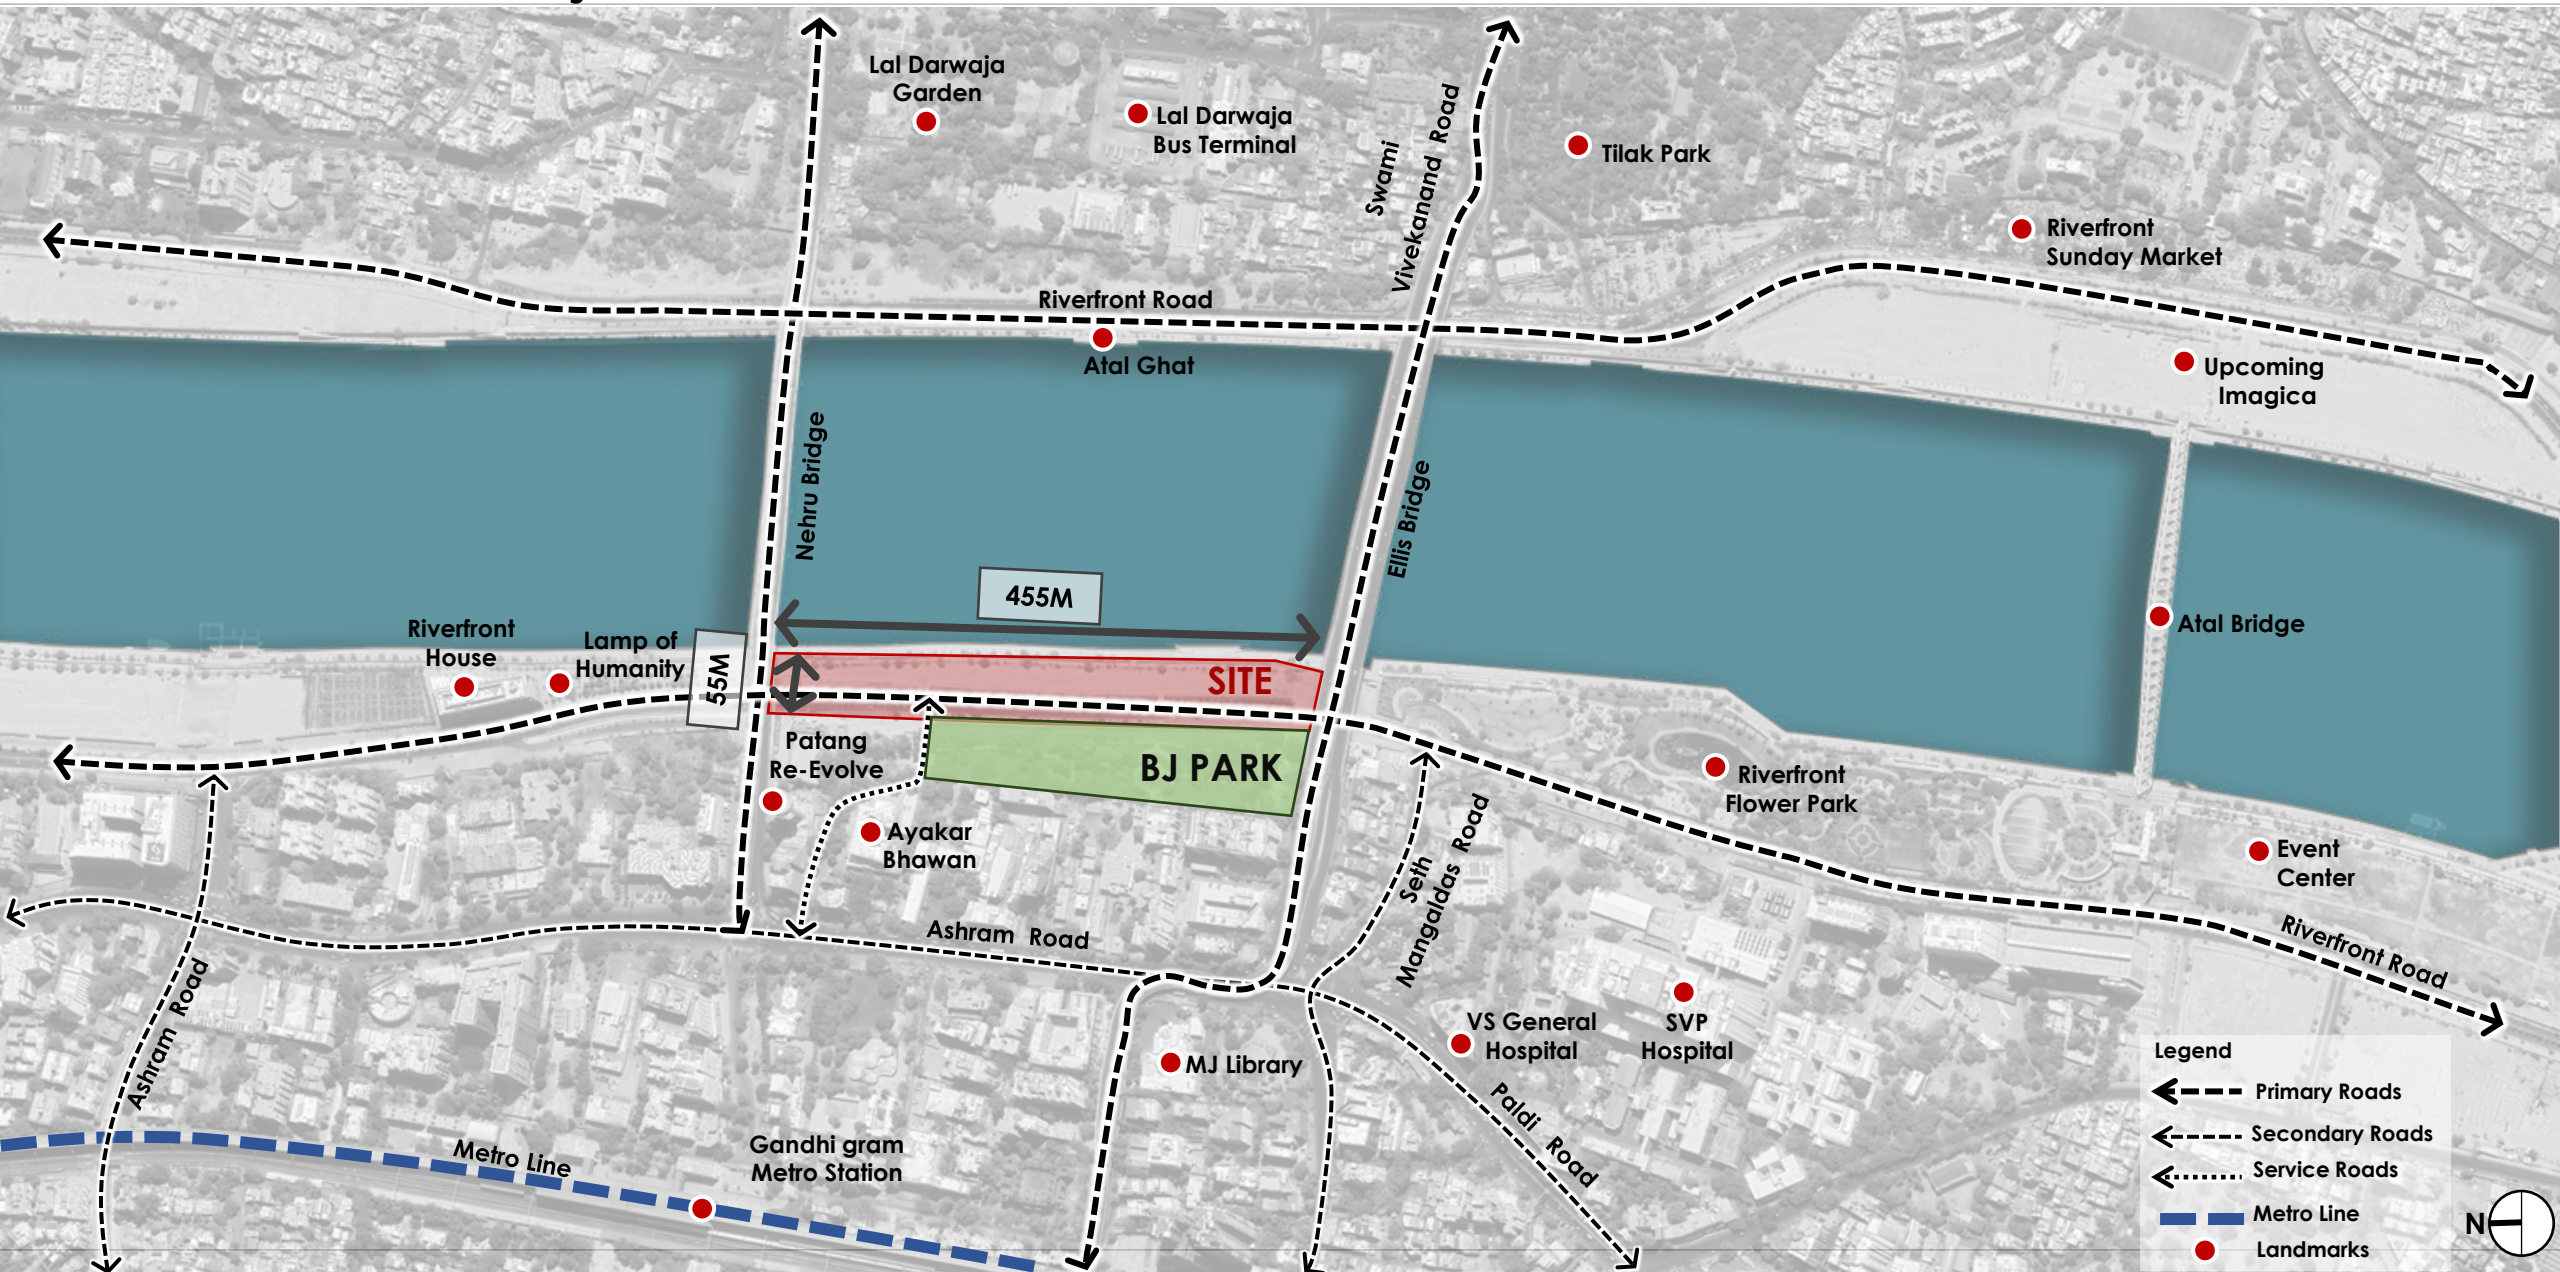 Lal Darwaja
Garden
Lal Darwaja
Bus Terminal
Swami
Vivekanand Road
Tilak Park
Riverfront
Sunday Market
Riverfront Road
Atal Ghat
Upcoming
Imagica
Nehru Bridge
Ellis Bridge
455M
Riverfront
House
Lamp of
Humanity
55M
SITE
Atal Bridge
Patang
Re-Evolve
BJ PARK
Riverfront
Flower Park
Ayakar
Bhawan
Seth
Mangaldas Road
Event
Center
Ashram Road
Riverfront Road
Ashram Road
VS General
Hospital
SVP
Hospital
MJ Library
Paldi Road
Metro Line
Gandhi gram
Metro Station
Legend
Primary Roads
Secondary Roads
Service Roads
Metro Line
Landmarks
N